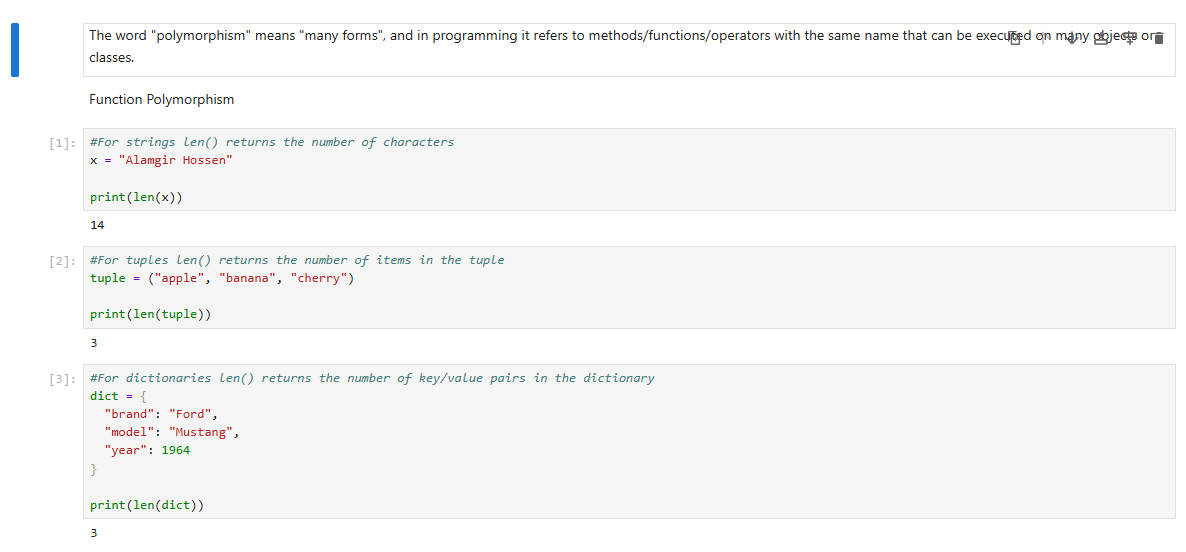 The word "polymorphism" means "many forms", and in programming it refers to methods/functions/operators with the same name that can be executed on many objects or
classes.
Function Polymorphism
[1]: #For strings len() returns the number of characters
x = "Alamgir Hossen"
print(len(x))
14
[2]: #For tuples len() returns the number of items in the tuple
tuple = ("apple", "banana", "cherry")
print(len(tuple))
3
[3]: #For dictionaries len() returns the number of key/value pairs in the dictionary
dict = {
"brand": "Ford",
"model": "Mustang",
"year": 1964
}
print(len(dict))
3